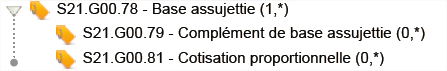 S21.G00.78 - Base assujettie (1,*)
S21.G00.79 - Complément de base assujettie (0,*)
S21.G00.81 - Cotisation proportionnelle (0,*)